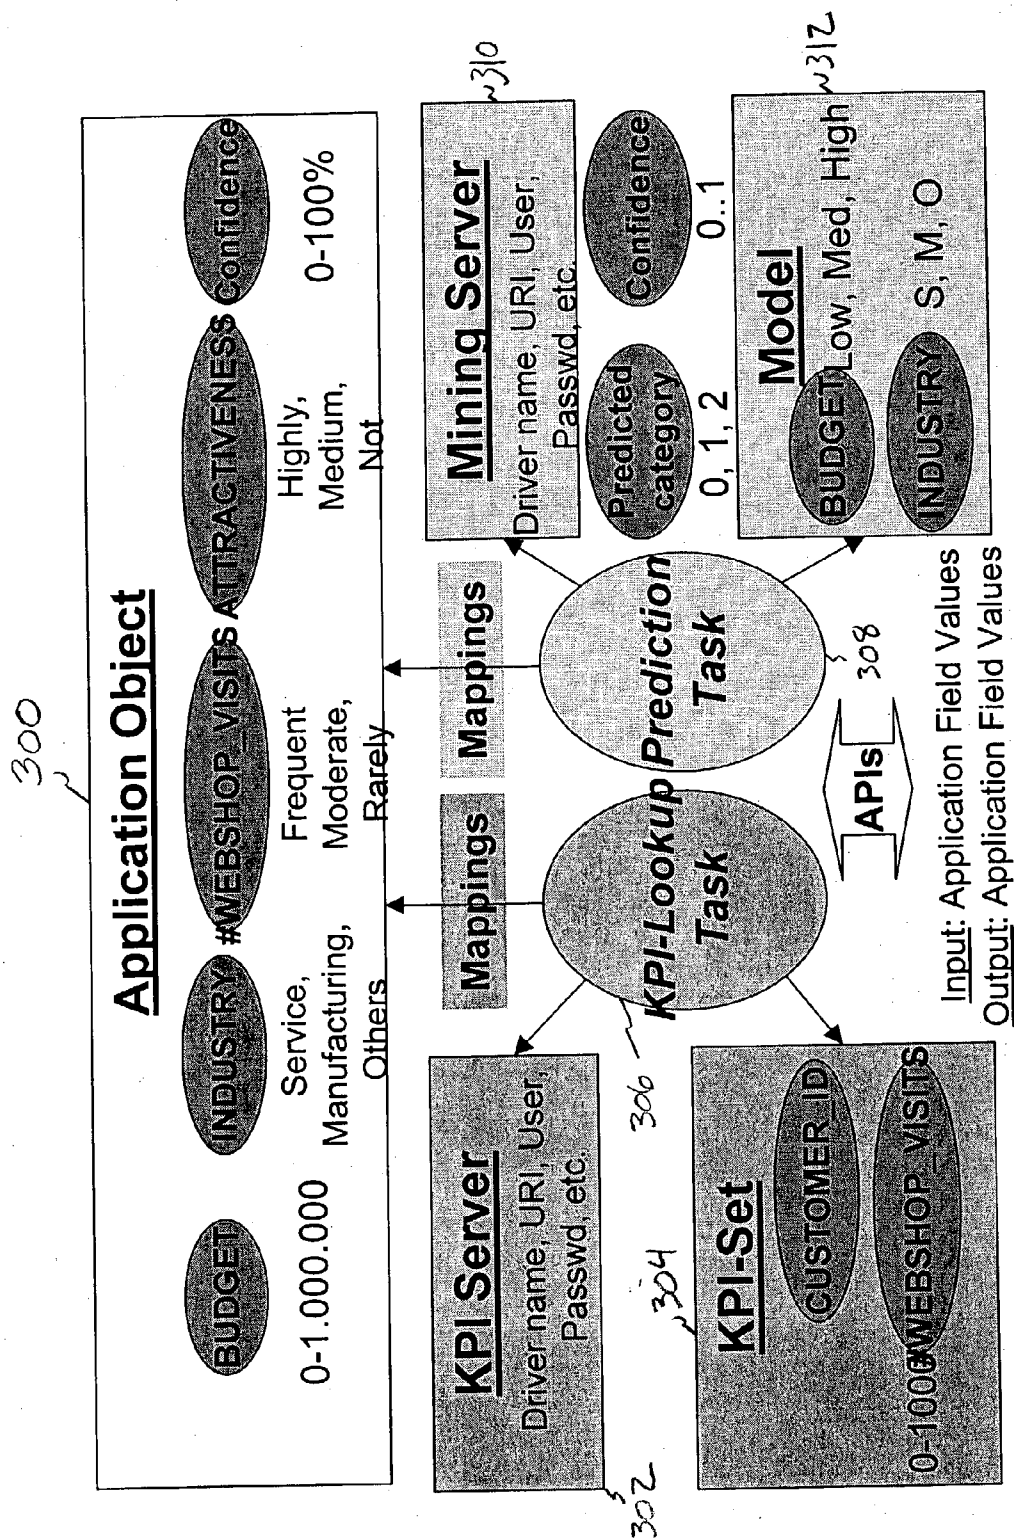 300
Application Object
BUDGET
0-1.000.000
INDUSTRY
Service,
Manufacturing,
Others
#WEBSHOP_VISITS
Frequent
Moderate,
Rarely
ATTRACTIVENESS
Highly,
Medium,
Not
Confidence
0-100%
KPI Server
Driver name, URI, User,
Passwd, etc.
302
Mappings
Mappings
Mining Server
Driver name, URI, User,
Passwd, etc.
310
Predicted
category
0, 1, 2
Confidence
0..1
KPI-Lookup
Task
306
Prediction
Task
308
KPI-Set
304
CUSTOMER_ID
0-1000
#WEBSHOP_VISITS
Model
312
BUDGET
Low, Med, High
INDUSTRY
S, M, O
APIs
Input: Application Field Values
Output: Application Field Values